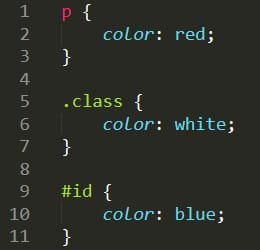 1 p {
2     color: red;
3 }
4
5 .class {
6     color: white;
7 }
8
9 #id {
10     color: blue;
11 }